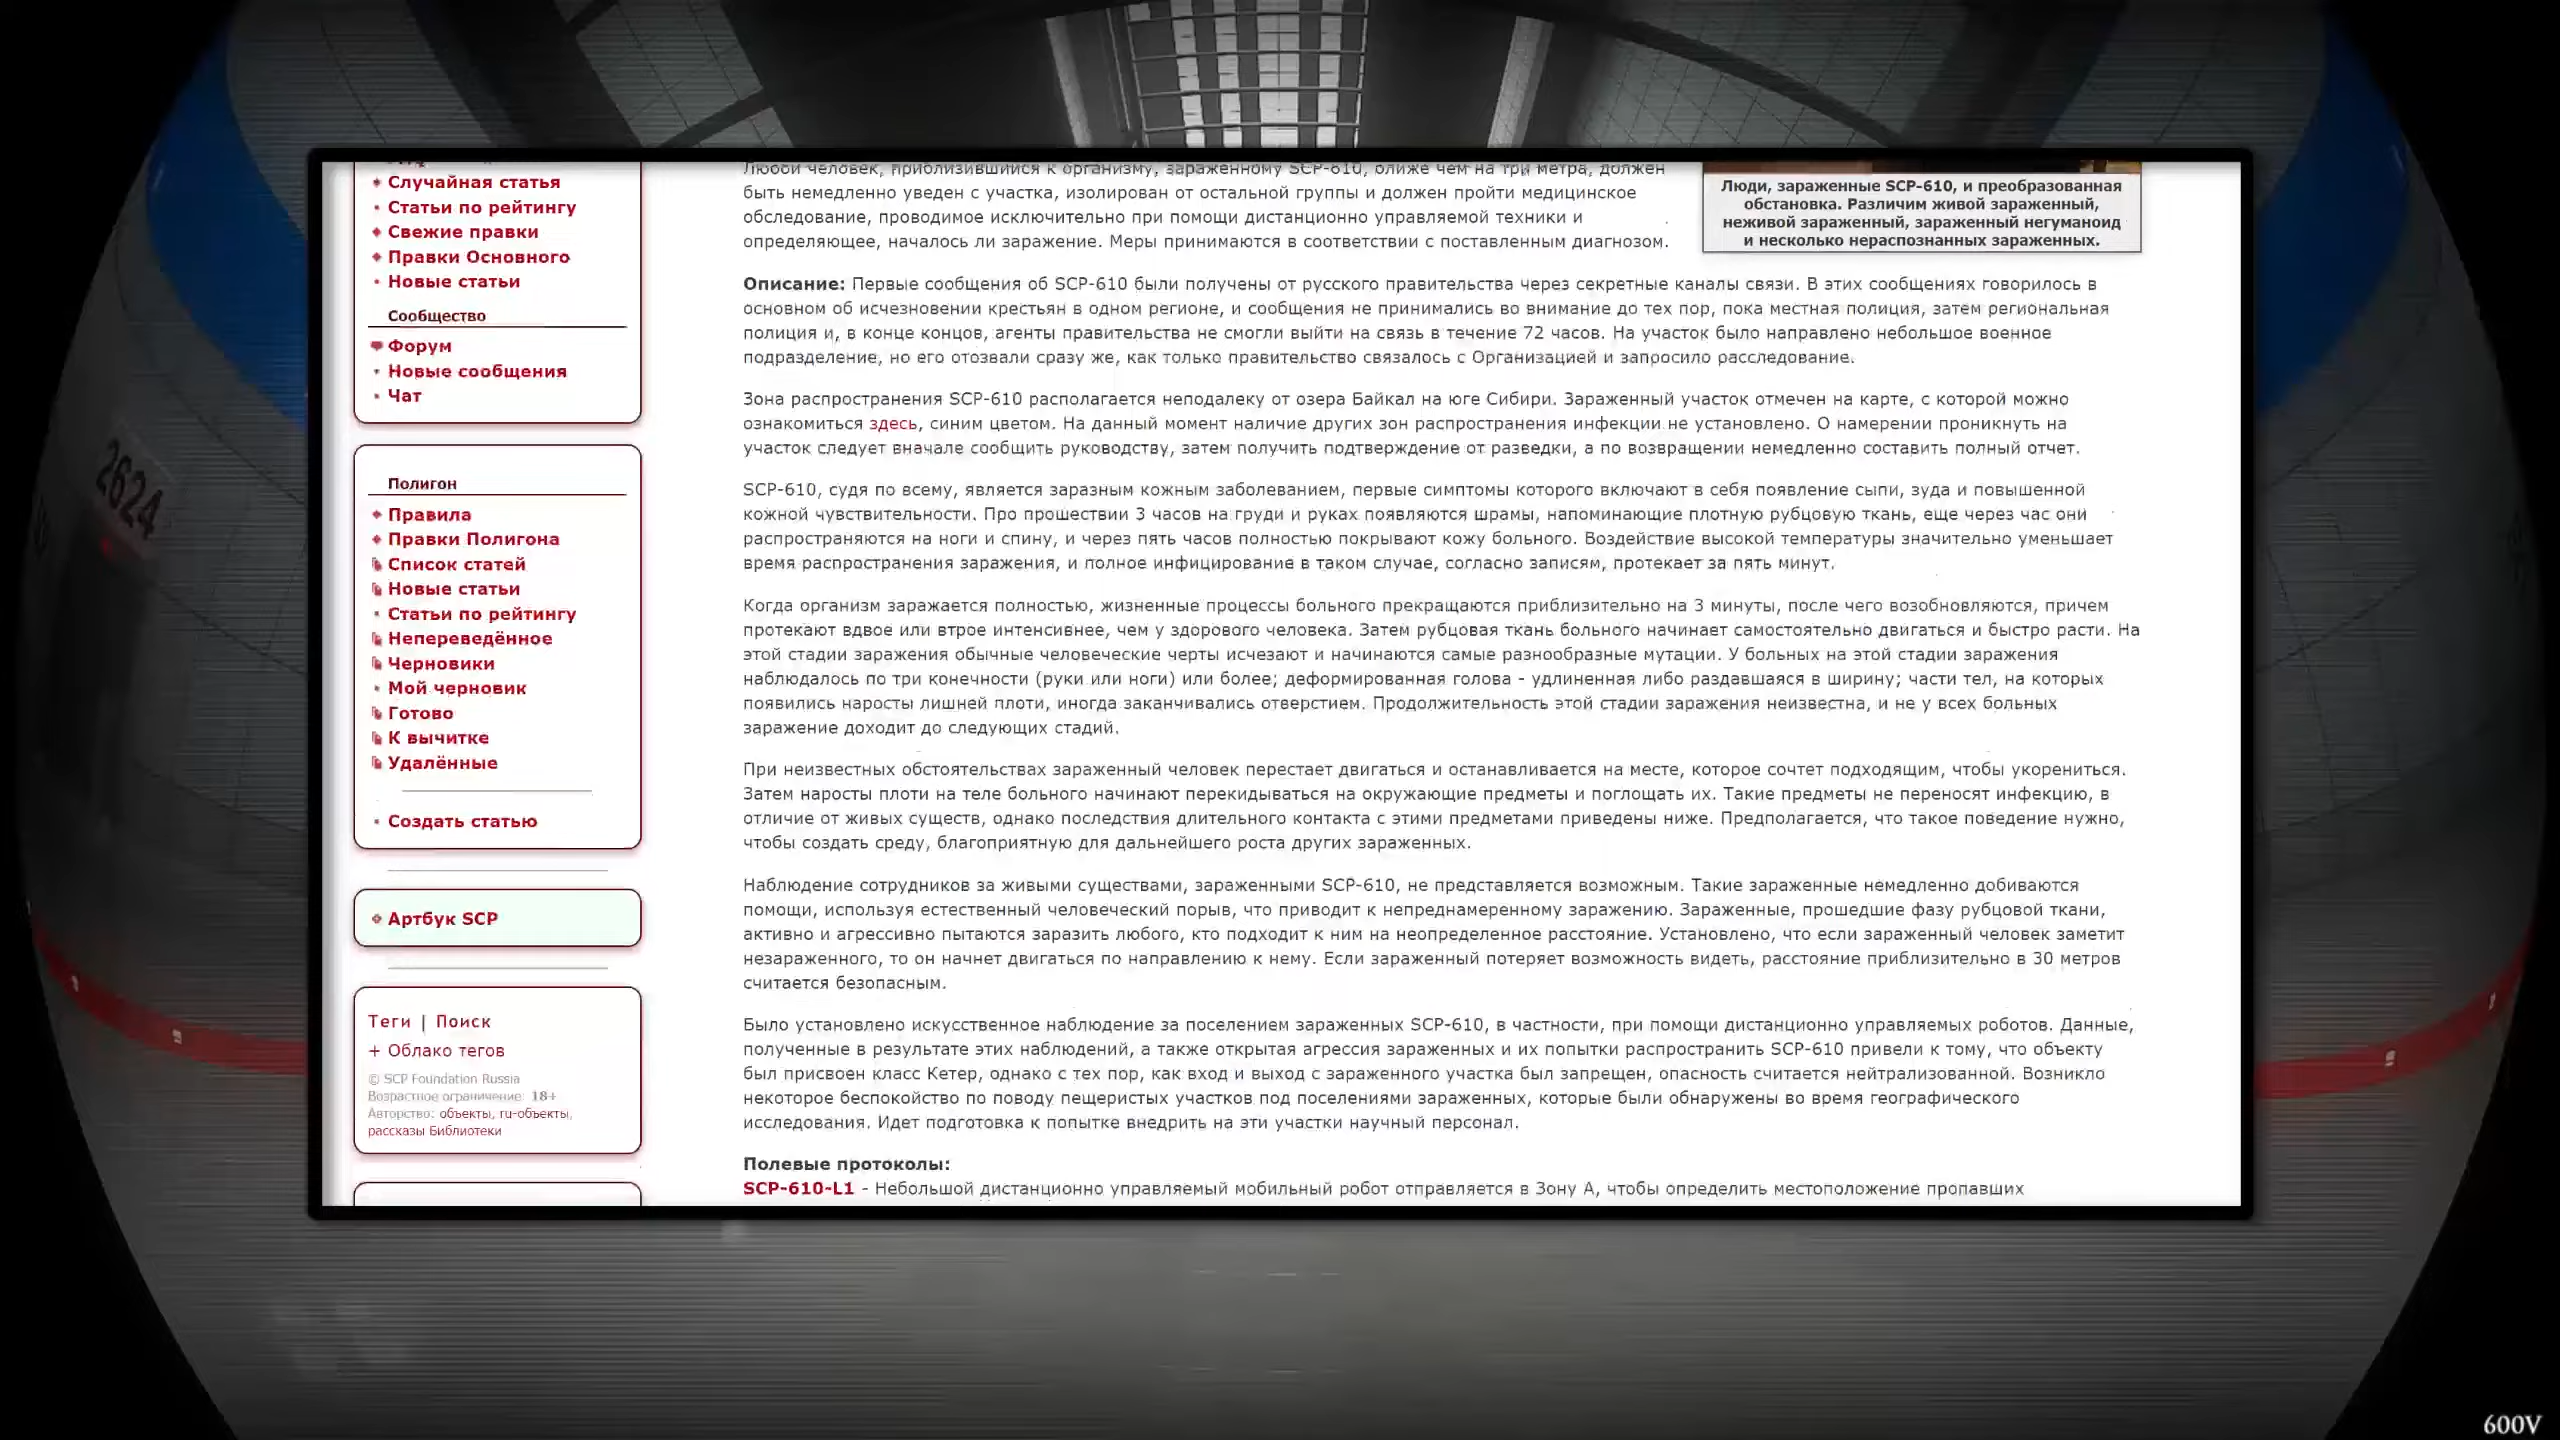 Случайная статья
Статьи по рейтингу
Свежие правки
Правки Основного
Новые статьи
Сообщество
Форум
Новые сообщения
Чат
Полигон
Правила
Правки Полигона
Список статей
Новые статьи
Статьи по рейтингу
Непереведённое
Черновики
Мой черновик
Готово
К вычитке
Удалённые
Создать статью
Артбук SCP
Теги | Поиск
+ Облако тегов
© SCP Foundation Russia
Возрастное ограничение: 18+
Авторство: объекты, ru-объекты,
рассказы Библиотеки
Любой человек, приблизившийся к организму, зараженному SCP-610, ближе чем на три метра, должен
быть немедленно уведен с участка, изолирован от остальной группы и должен пройти медицинское
обследование, проводимое исключительно при помощи дистанционно управляемой техники и
определяющее, началось ли заражение. Меры принимаются в соответствии с поставленным диагнозом.
Люди, зараженные SCP-610, и преобразованная
обстановка. Различим живой зараженный,
неживой зараженный, зараженный негуманоид
и несколько нераспознанных зараженных.
Описание: Первые сообщения об SCP-610 были получены от русского правительства через секретные каналы связи. В этих сообщениях говорилось в
основном об исчезновении крестьян в одном регионе, и сообщения не принимались во внимание до тех пор, пока местная полиция, затем региональная
полиция и, в конце концов, агенты правительства не смогли выйти на связь в течение 72 часов. На участок было направлено небольшое военное
подразделение, но его отозвали сразу же, как только правительство связалось с Организацией и запросило расследование.
Зона распространения SCP-610 располагается неподалеку от озера Байкал на юге Сибири. Зараженный участок отмечен на карте, с которой можно
ознакомиться здесь, синим цветом. На данный момент наличие других зон распространения инфекции не установлено. О намерении проникнуть на
участок следует вначале сообщить руководству, затем получить подтверждение от разведки, а по возвращении немедленно составить полный отчет.
SCP-610, судя по всему, является заразным кожным заболеванием, первые симптомы которого включают в себя появление сыпи, зуда и повышенной
кожной чувствительности. Про прошествии 3 часов на груди и руках появляются шрамы, напоминающие плотную рубцовую ткань, еще через час они
распространяются на ноги и спину, и через пять часов полностью покрывают кожу больного. Воздействие высокой температуры значительно уменьшает
время распространения заражения, и полное инфицирование в таком случае, согласно записям, протекает за пять минут.
Когда организм заражается полностью, жизненные процессы больного прекращаются приблизительно на 3 минуты, после чего возобновляются, причем
протекают вдвое или втрое интенсивнее, чем у здорового человека. Затем рубцовая ткань больного начинает самостоятельно двигаться и быстро расти. На
этой стадии заражения обычные человеческие черты исчезают и начинаются самые разнообразные мутации. У больных на этой стадии заражения
наблюдалось по три конечности (руки или ноги) или более; деформированная голова - удлиненная либо раздавшаяся в ширину; части тел, на которых
появились наросты лишней плоти, иногда заканчивались отверстием. Продолжительность этой стадии заражения неизвестна, и не у всех больных
заражение доходит до следующих стадий.
При неизвестных обстоятельствах зараженный человек перестает двигаться и останавливается на месте, которое сочтет подходящим, чтобы укорениться.
Затем наросты плоти на теле больного начинают перекидываться на окружающие предметы и поглощать их. Такие предметы не переносят инфекцию, в
отличие от живых существ, однако последствия длительного контакта с этими предметами приведены ниже. Предполагается, что такое поведение нужно,
чтобы создать среду, благоприятную для дальнейшего роста других зараженных.
Наблюдение сотрудников за живыми существами, зараженными SCP-610, не представляется возможным. Такие зараженные немедленно добиваются
помощи, используя естественный человеческий порыв, что приводит к непреднамеренному заражению. Зараженные, прошедшие фазу рубцовой ткани,
активно и агрессивно пытаются заразить любого, кто подходит к ним на неопределенное расстояние. Установлено, что если зараженный человек заметит
незараженного, то он начнет двигаться по направлению к нему. Если зараженный потеряет возможность видеть, расстояние приблизительно в 30 метров
считается безопасным.
Было установлено искусственное наблюдение за поселением зараженных SCP-610, в частности, при помощи дистанционно управляемых роботов. Данные,
полученные в результате этих наблюдений, а также открытая агрессия зараженных и их попытки распространить SCP-610 привели к тому, что объекту
был присвоен класс Кетер, однако с тех пор, как вход и выход с зараженного участка был запрещен, опасность считается нейтрализованной. Возникло
некоторое беспокойство по поводу пещеристых участков под поселениями зараженных, которые были обнаружены во время географического
исследования. Идет подготовка к попытке внедрить на эти участки научный персонал.
Полевые протоколы:
SCP-610-L1 - Небольшой дистанционно управляемый мобильный робот отправляется в Зону А, чтобы определить местоположение пропавших
2624
600V